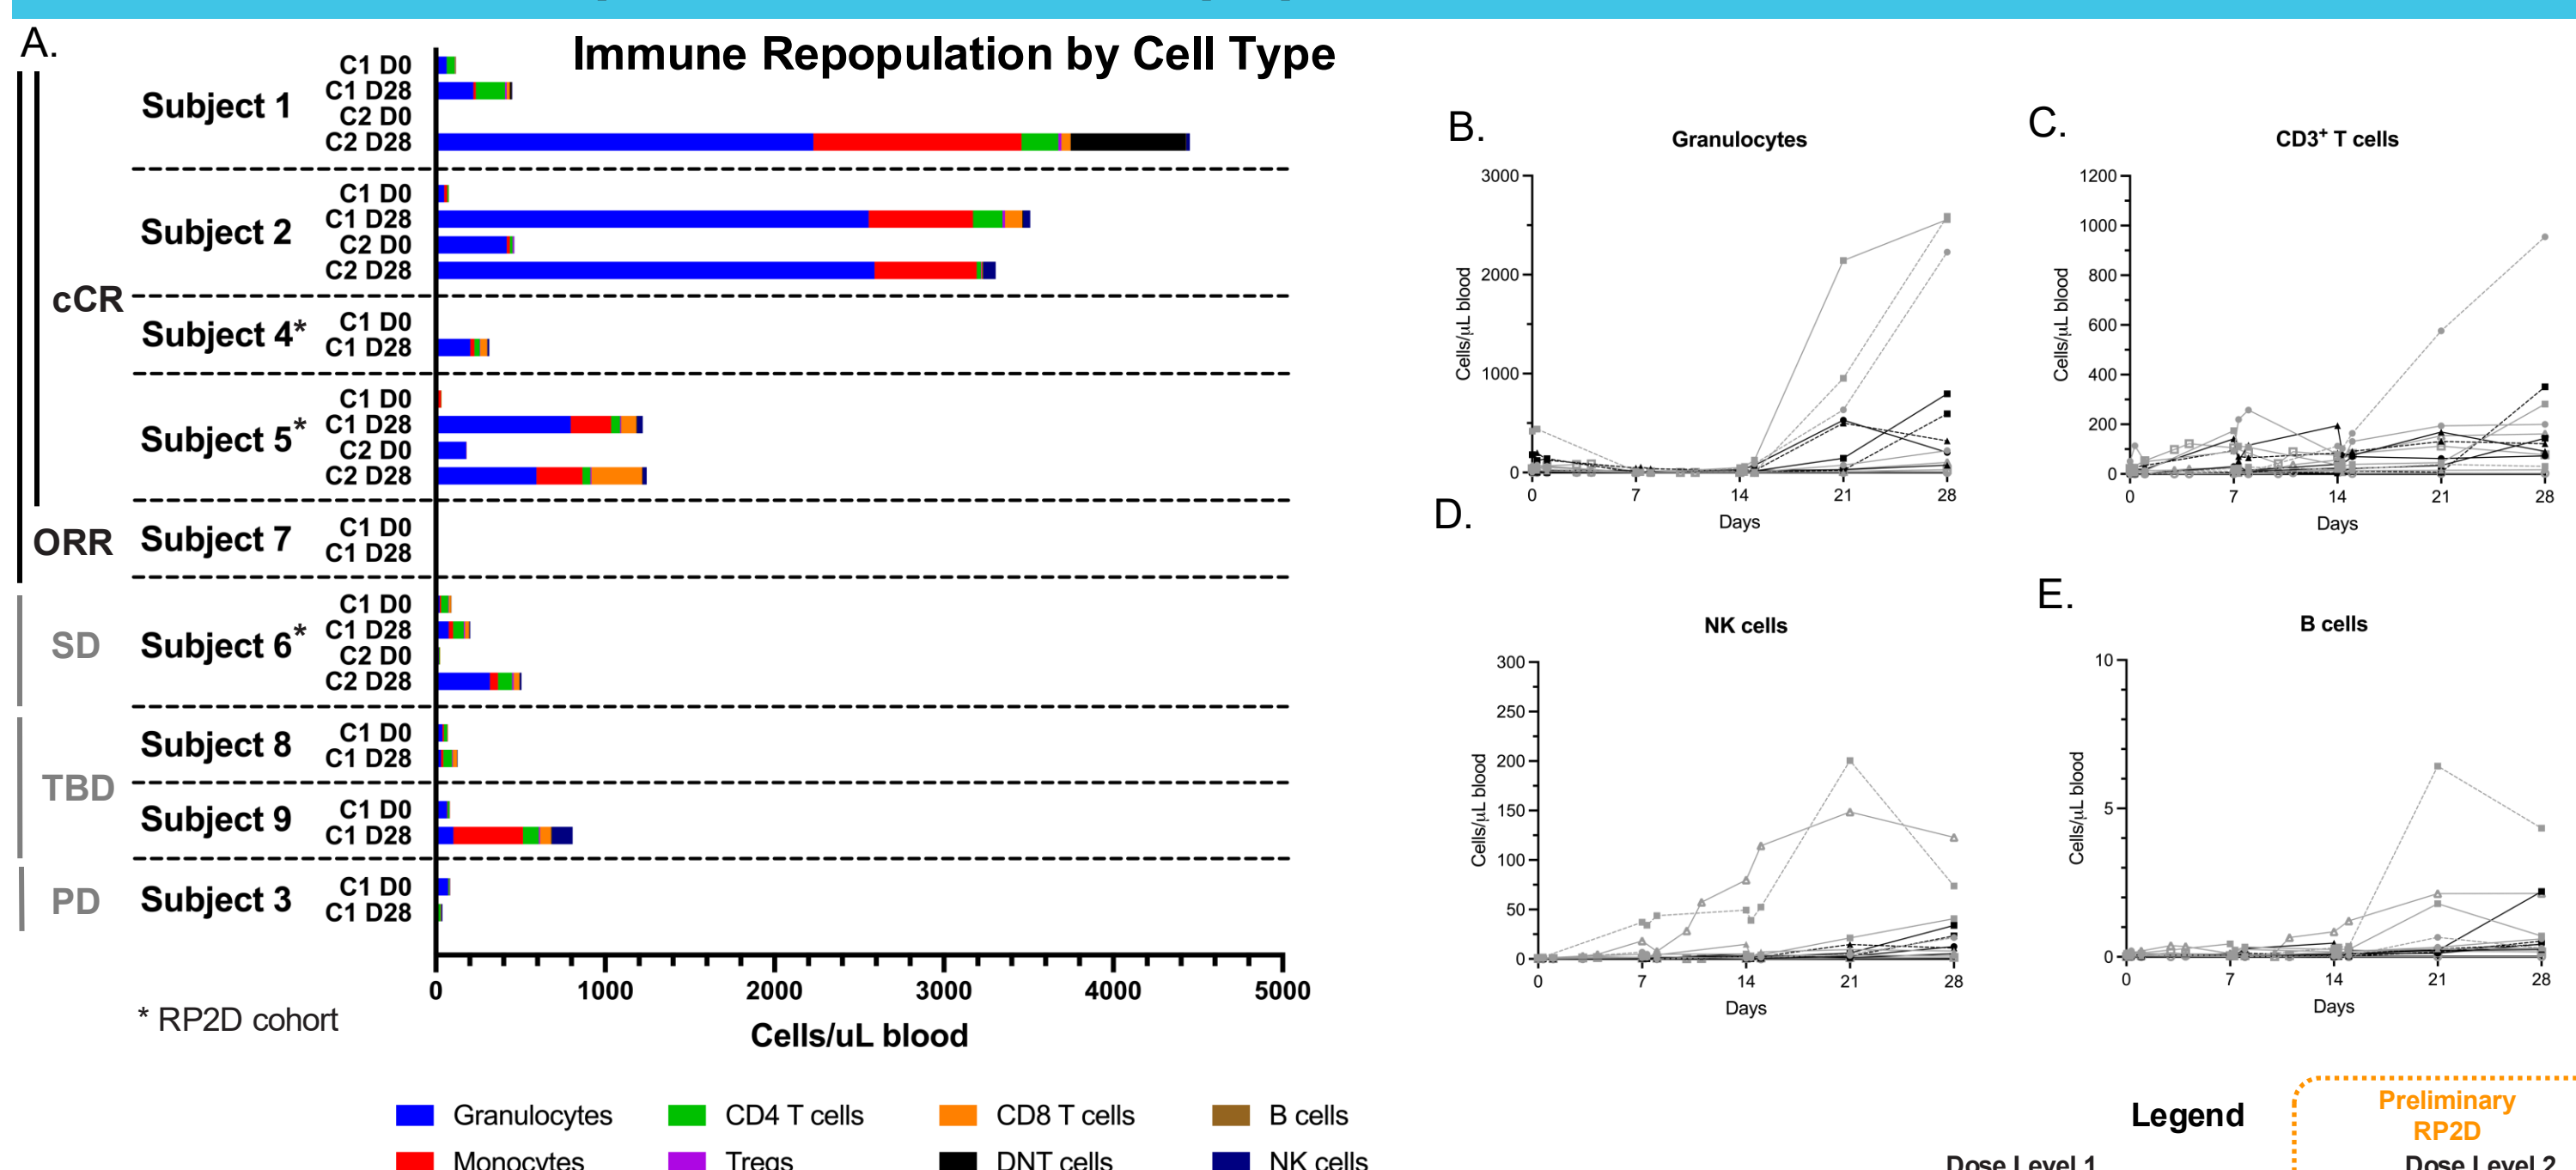 A.
Immune Repopulation by Cell Type
cCR
ORR
SD
TBD
PD
Subject 1
C1 D0
C1 D28
C2 D0
C2 D28
Subject 2
C1 D0
C1 D28
C2 D0
C2 D28
Subject 4*
C1 D0
C1 D28
Subject 5*
C1 D0
C1 D28
C2 D0
C2 D28
Subject 7
C1 D0
C1 D28
Subject 6*
C1 D0
C1 D28
C2 D0
C2 D28
Subject 8
C1 D0
C1 D28
Subject 9
C1 D0
C1 D28
Subject 3
C1 D0
C1 D28
0 1000 2000 3000 4000 5000
Cells/uL blood
* RP2D cohort
Granulocytes CD4 T cells CD8 T cells B cells
Monocytes Tregs DNT cells NK cells
B.
Granulocytes
Cells/µL blood
3000
2000
1000
0
0 7 14 21 28
Days
C.
CD3+ T cells
Cells/µL blood
1200
1000
800
600
400
200
0
0 7 14 21 28
Days
D.
NK cells
Cells/µL blood
300
250
200
150
100
50
0
0 7 14 21 28
Days
E.
B cells
Cells/µL blood
10
5
0
0 7 14 21 28
Days
Legend
Preliminary
RP2D
Dose Level 1 Dose Level 2